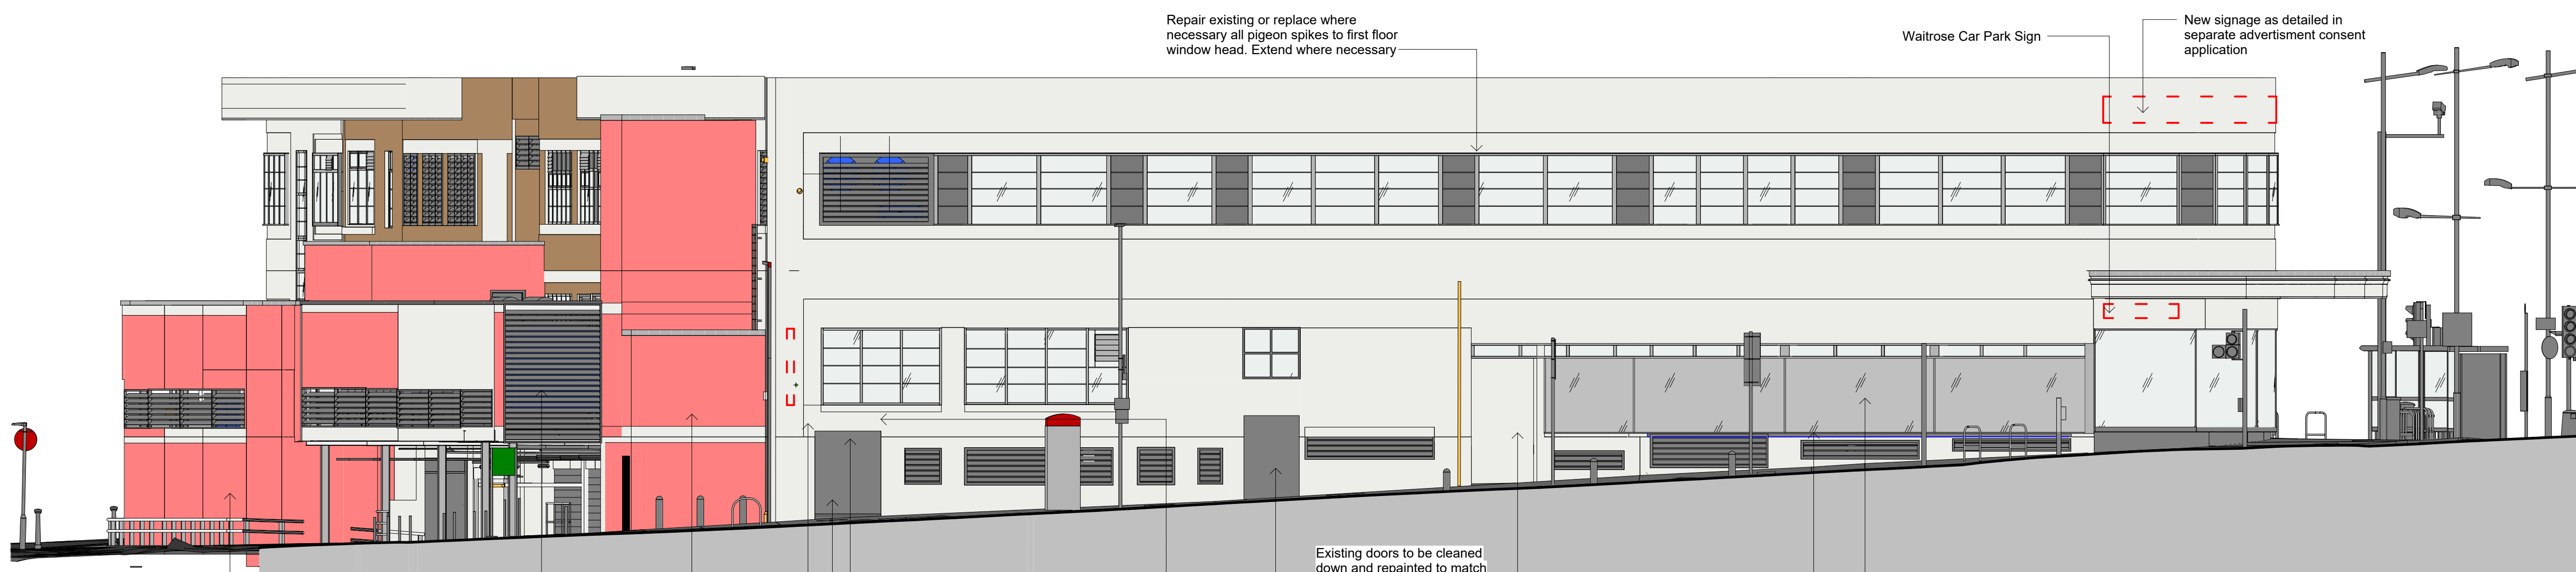 Repair existing or replace where
necessary all pigeon spikes to first floor
window head. Extend where necessary
Waitrose Car Park Sign
New signage as detailed in
separate advertisment consent
application
Existing doors to be cleaned
down and repainted to match